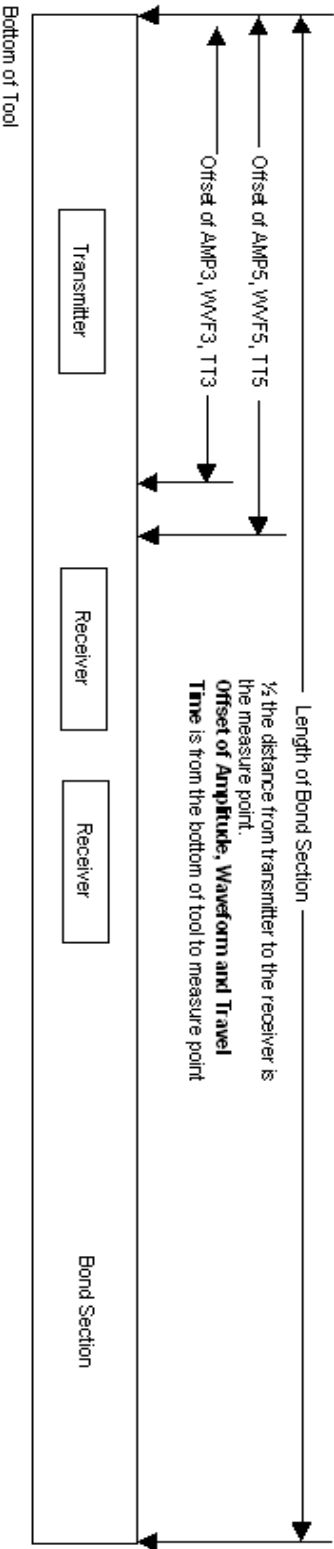 Length of Bond Section
½ the distance from transmitter to the receiver is
the measure point.
Offset of Amplitude, Waveform and Travel
Time is from the bottom of tool to measure point
Offset of AMP5, WVF5, TT5
Offset of AMP3, WVF3, TT3
Transmitter
Receiver
Receiver
Bond Section
Bottom of Tool